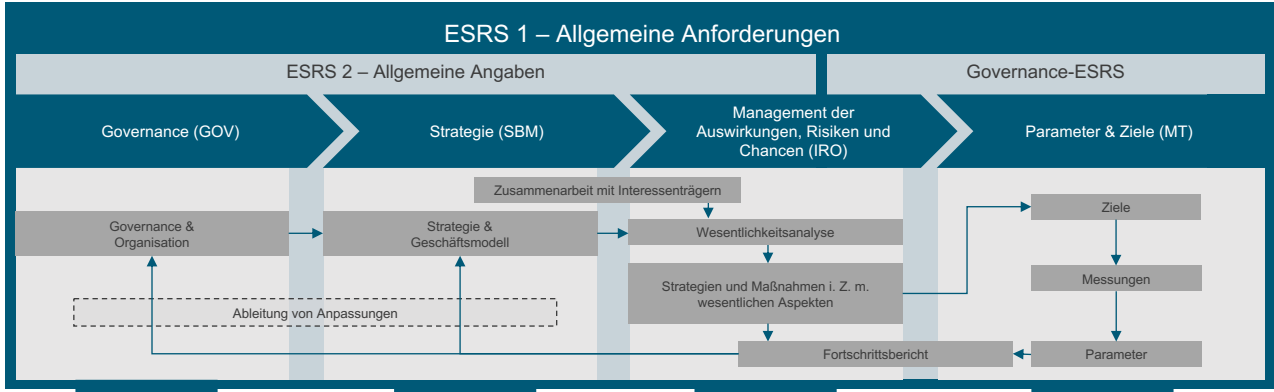 ESRS 1 – Allgemeine Anforderungen
ESRS 2 – Allgemeine Angaben
Governance-ESRS
Governance (GOV)
Strategie (SBM)
Management der
Auswirkungen, Risiken und
Chancen (IRO)
Parameter & Ziele (MT)
Zusammenarbeit mit Interessenträgern
Governance &
Organisation
Strategie &
Geschäftsmodell
Wesentlichkeitsanalyse
Ziele
Strategien und Maßnahmen i. Z. m.
wesentlichen Aspekten
Messungen
Ableitung von Anpassungen
Fortschrittsbericht
Parameter